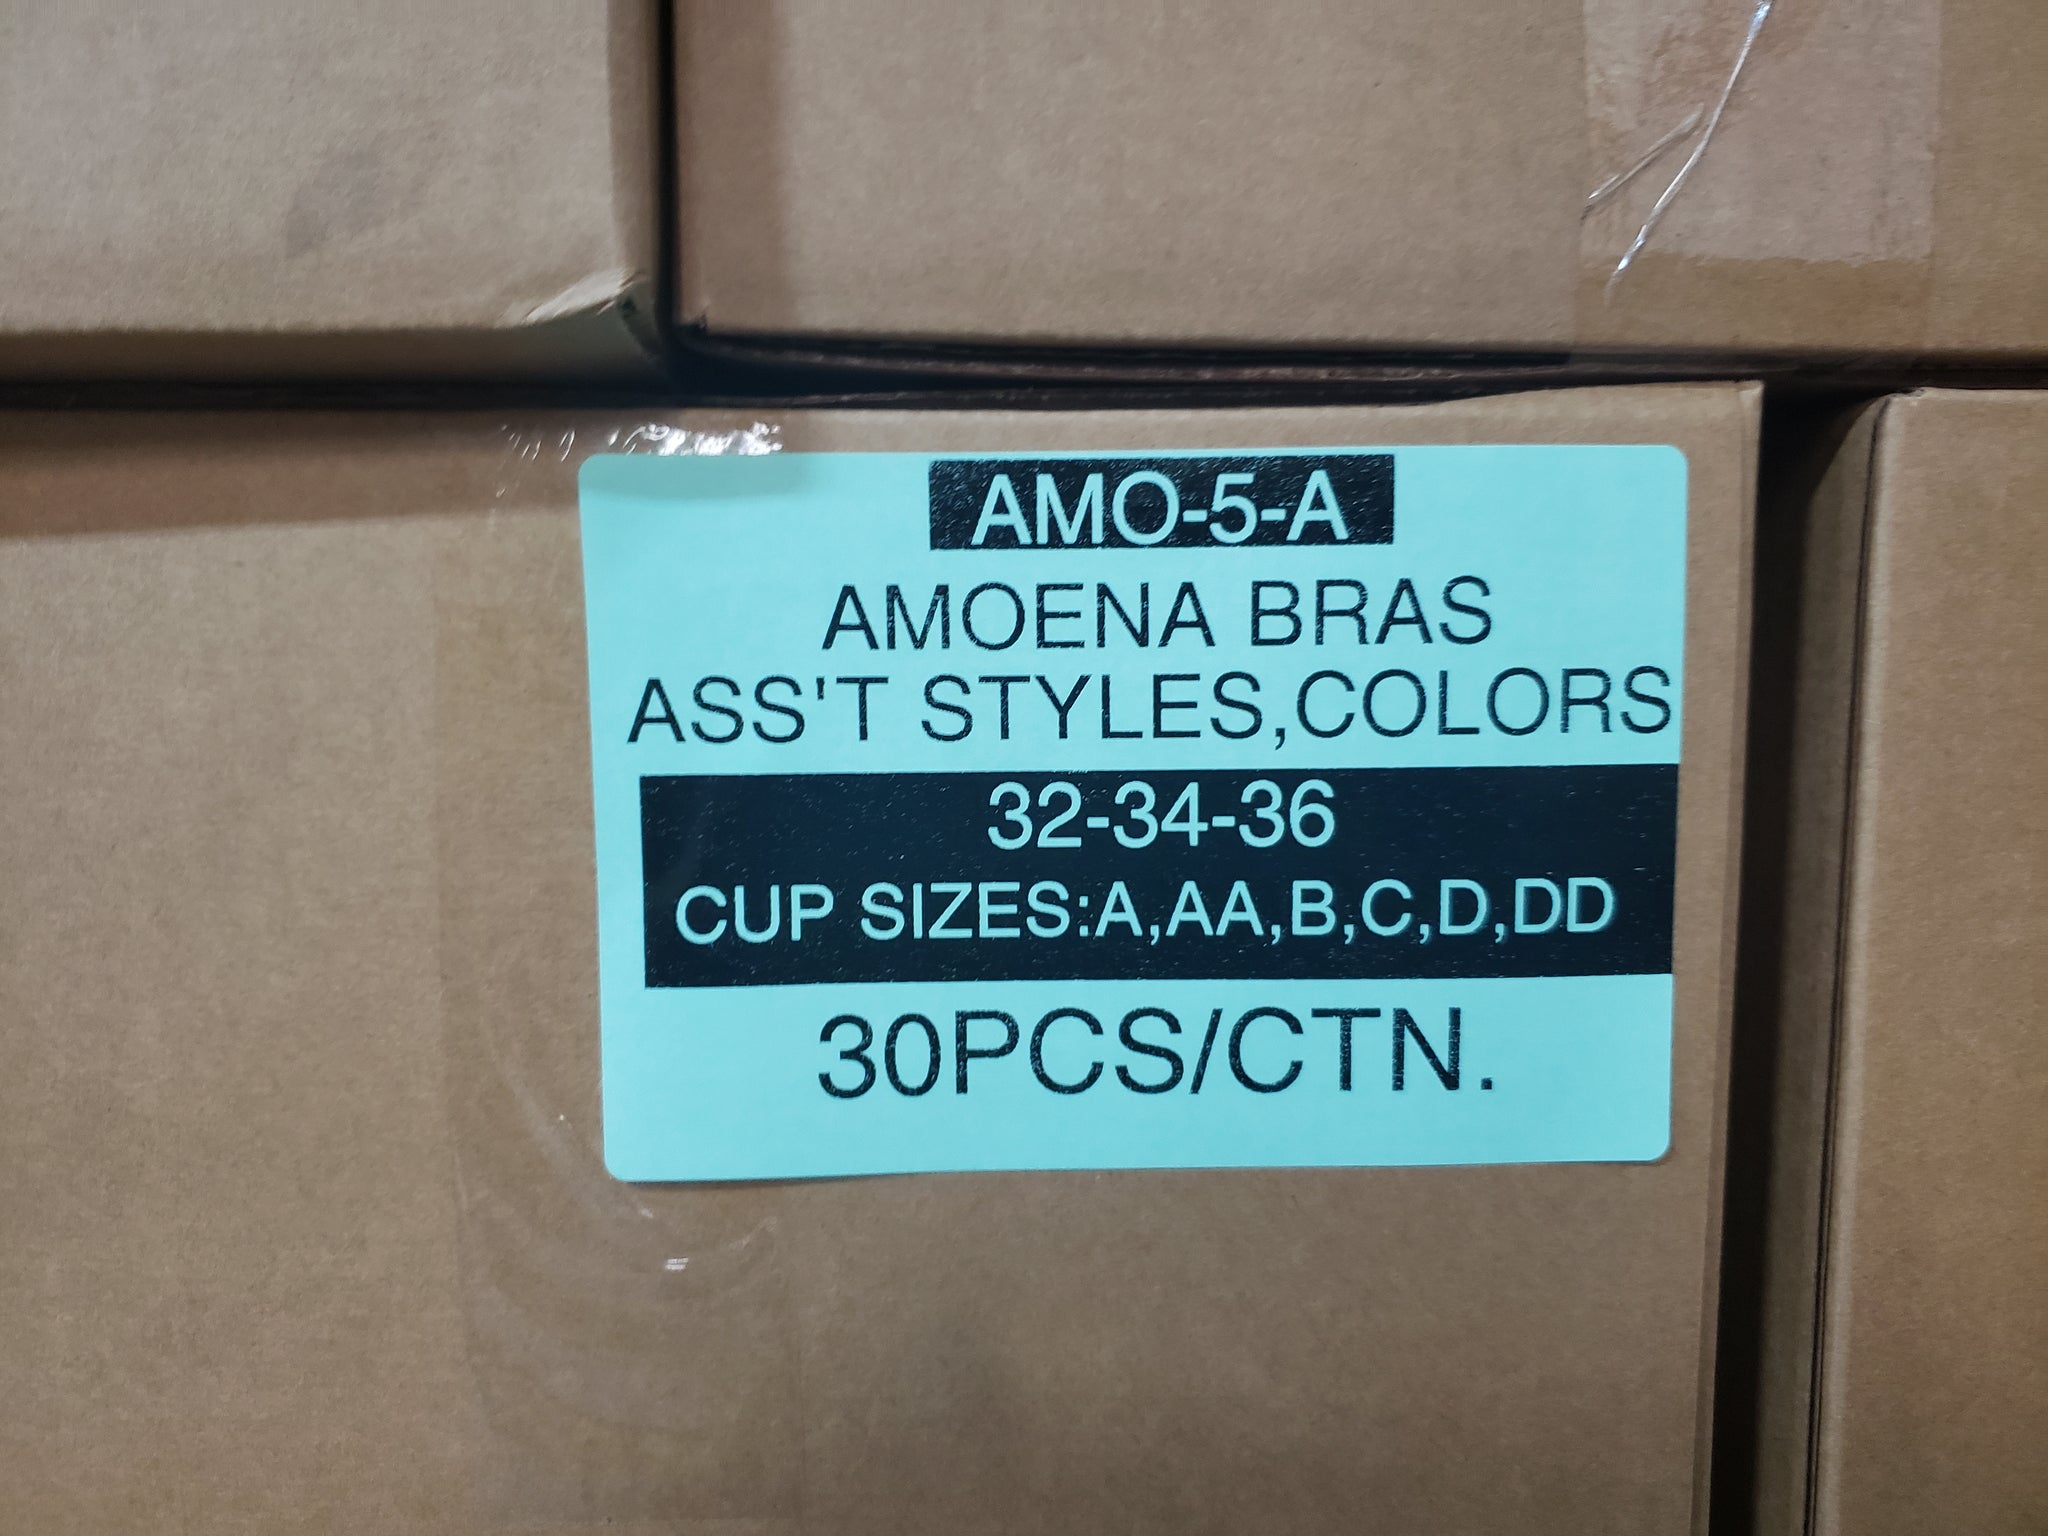 AMO-5-A
AMOENA BRAS
ASS'T STYLES,COLORS
32-34-36
CUP SIZES:A,AA,B,C,D,DD
30PCS/CTN.